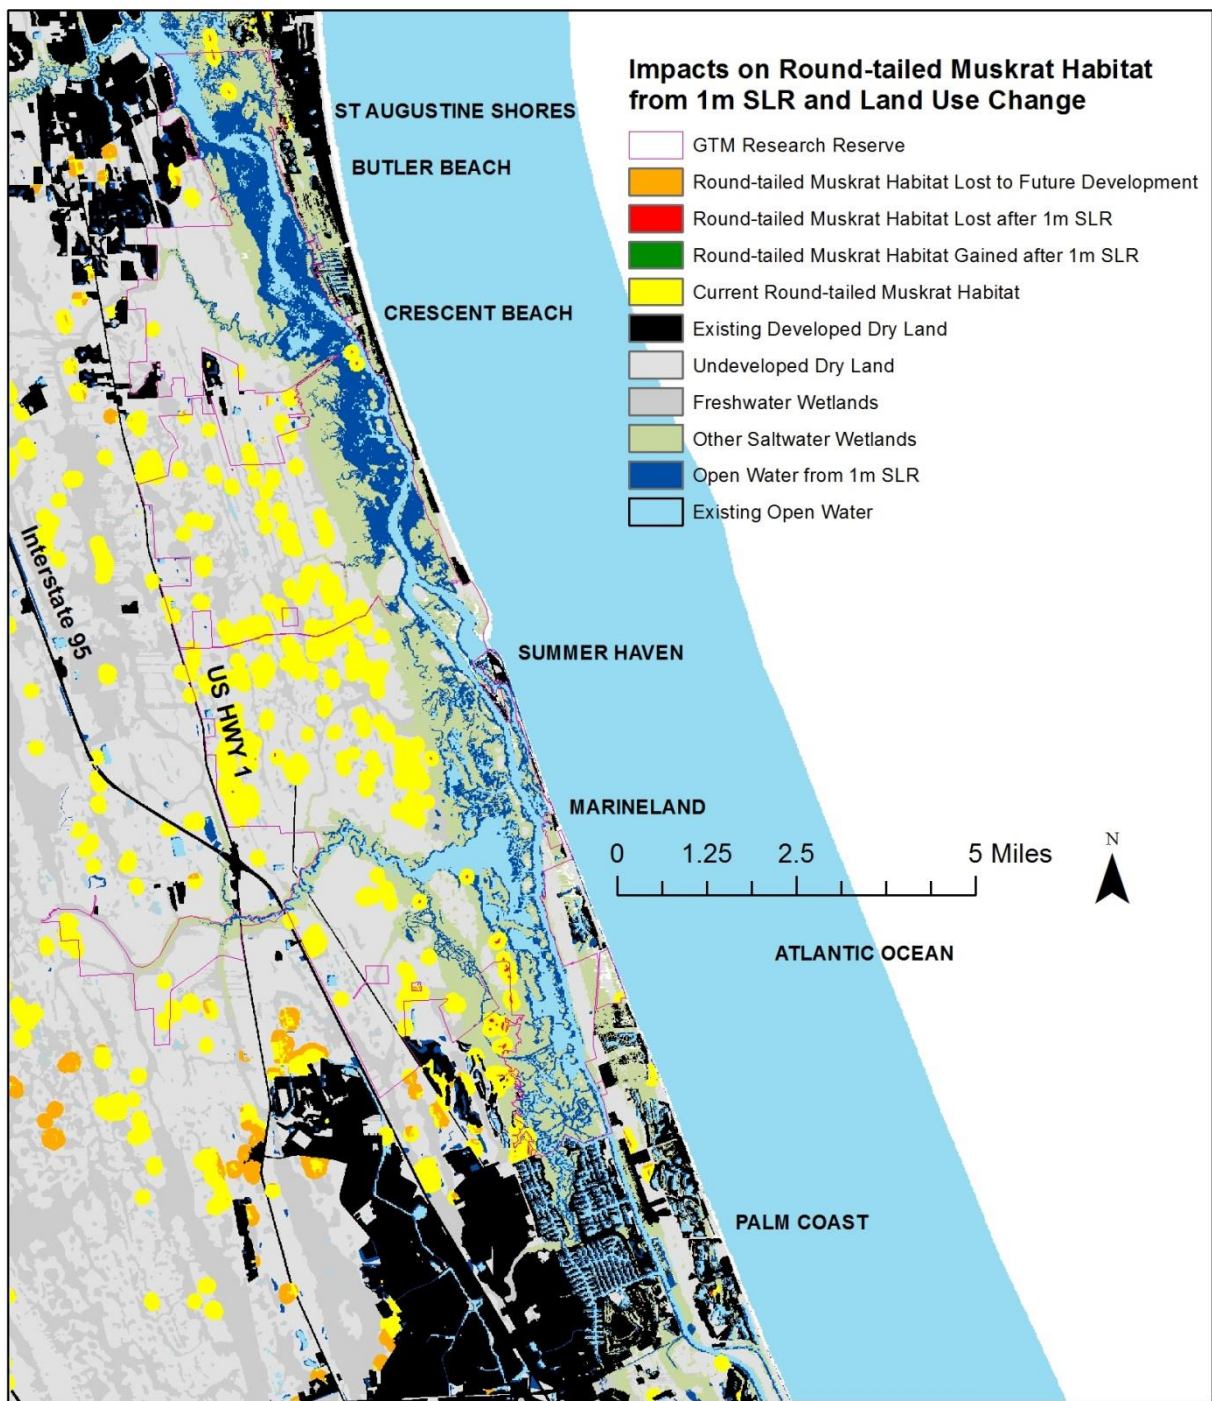 Impacts on Round-tailed Muskrat Habitat
from 1m SLR and Land Use Change
GTM Research Reserve
Round-tailed Muskrat Habitat Lost to Future Development
Round-tailed Muskrat Habitat Lost after 1m SLR
Round-tailed Muskrat Habitat Gained after 1m SLR
Current Round-tailed Muskrat Habitat
Existing Developed Dry Land
Undeveloped Dry Land
Freshwater Wetlands
Other Saltwater Wetlands
Open Water from 1m SLR
Existing Open Water
ST AUGUSTINE SHORES
BUTLER BEACH
CRESCENT BEACH
Interstate 95
US HWY 1
SUMMER HAVEN
MARINELAND
0 1.25 2.5 5 Miles
N
ATLANTIC OCEAN
PALM COAST